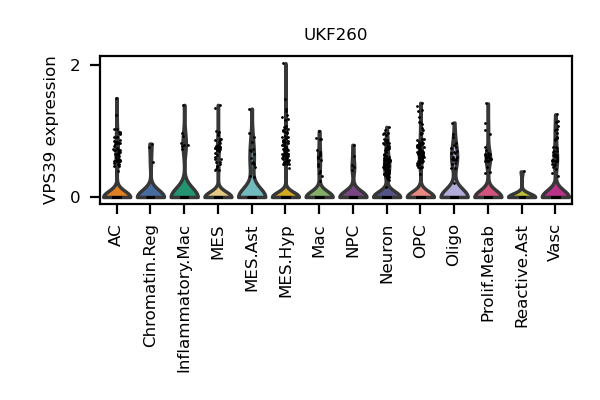 UKF260
VPS39 expression
2
0
AC
Chromatin.Reg
Inflammatory.Mac
MES
MES.Ast
MES.Hyp
Mac
NPC
Neuron
OPC
Oligo
Prolif.Metab
Reactive.Ast
Vasc